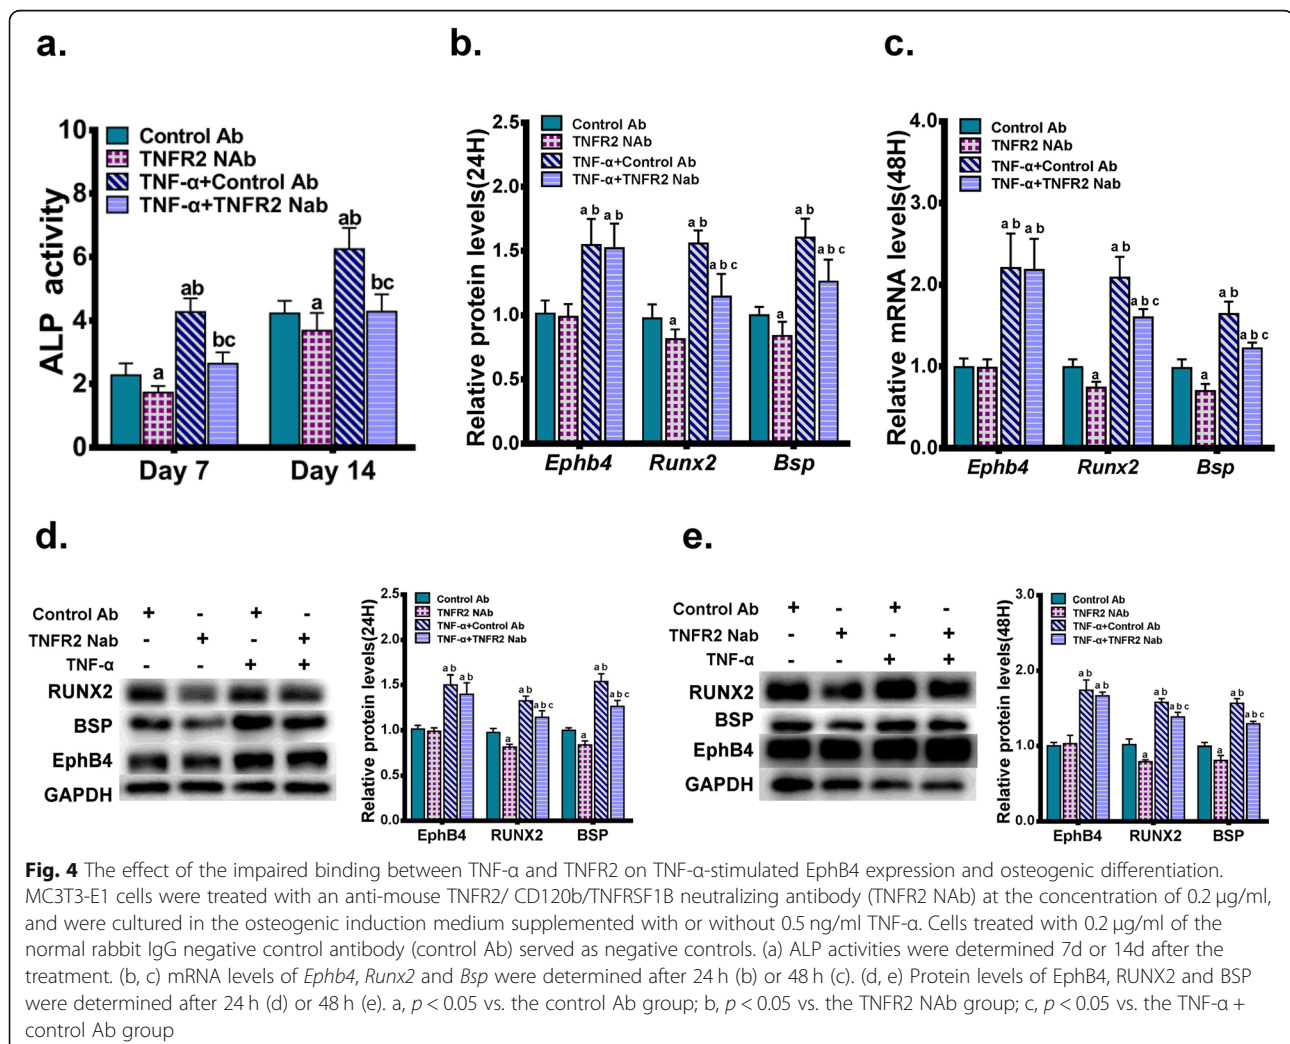 a.
10
8
6
4
2
0
ALP activity
Control Ab
TNFR2 NAb
TNF-α+Control Ab
TNF-α+TNFR2 Nab
a
ab
bc
a
ab
bc
Day 7
Day 14
b.
2.5
2.0
1.5
1.0
0.5
0.0
Relative protein levels(24H)
Control Ab
TNFR2 NAb
TNF-α+Control Ab
TNF-α+TNFR2 Nab
a b
a b
a
a b
a b c
a
a b
a b c
Ephb4
Runx2
Bsp
c.
4.0
3.0
2.0
1.0
0.0
Relative mRNA levels(48H)
Control Ab
TNFR2 NAb
TNF-α+Control Ab
TNF-α+TNFR2 Nab
a b
a b
a
a b
a b c
a
a b
a b c
Ephb4
Runx2
Bsp
d.
Control Ab + - + -
TNFR2 Nab - + - +
TNF-α - - + +
RUNX2
BSP
EphB4
GAPDH
2.5
2.0
1.5
1.0
0.5
0.0
Relative protein levels(24H)
Control Ab
TNFR2 NAb
TNF-α+Control Ab
TNF-α+TNFR2 Nab
a b
a b
a
a b
a b c
a
a b
a b c
EphB4
RUNX2
BSP
e.
Control Ab + - + -
TNFR2 Nab - + - +
TNF-α - - + +
RUNX2
BSP
EphB4
GAPDH
3.0
2.0
1.0
0.0
Relative protein levels(48H)
Control Ab
TNFR2 NAb
TNF-α+Control Ab
TNF-α+TNFR2 Nab
a b
a b
a
a b
a b c
a
a b
a b c
EphB4
RUNX2
BSP
Fig. 4 The effect of the impaired binding between TNF-α and TNFR2 on TNF-α-stimulated EphB4 expression and osteogenic differentiation.
MC3T3-E1 cells were treated with an anti-mouse TNFR2/ CD120b/TNFRSF1B neutralizing antibody (TNFR2 NAb) at the concentration of 0.2 μg/ml,
and were cultured in the osteogenic induction medium supplemented with or without 0.5 ng/ml TNF-α. Cells treated with 0.2 μg/ml of the
normal rabbit IgG negative control antibody (control Ab) served as negative controls. (a) ALP activities were determined 7d or 14d after the
treatment. (b, c) mRNA levels of Ephb4, Runx2 and Bsp were determined after 24 h (b) or 48 h (c). (d, e) Protein levels of EphB4, RUNX2 and BSP
were determined after 24 h (d) or 48 h (e). a, p < 0.05 vs. the control Ab group; b, p < 0.05 vs. the TNFR2 NAb group; c, p < 0.05 vs. the TNF-α +
control Ab group